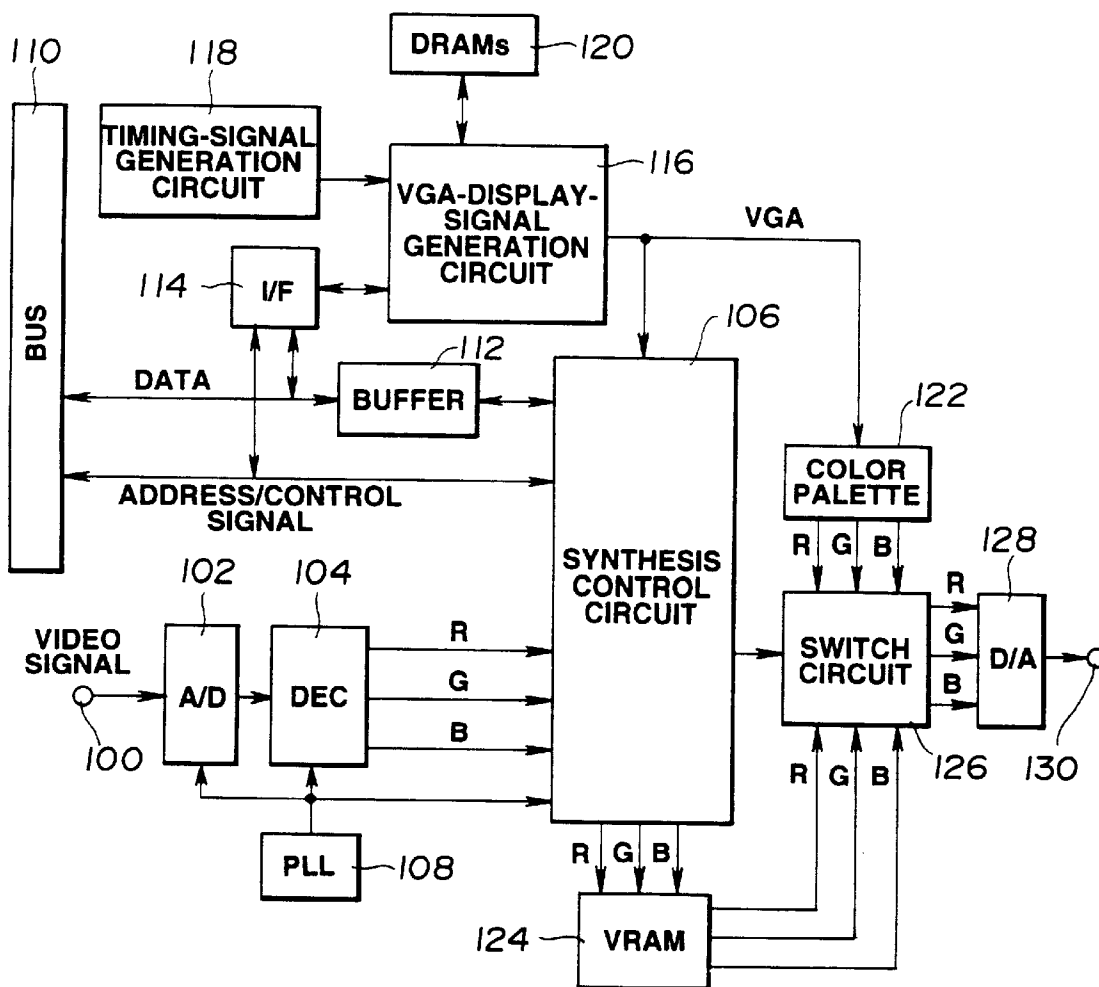 110
118
DRAMs
120
TIMING-SIGNAL
GENERATION
CIRCUIT
116
VGA-DISPLAY-
SIGNAL
GENERATION
CIRCUIT
VGA
114
I/F
BUS
112
106
DATA
BUFFER
122
COLOR
PALETTE
ADDRESS/CONTROL
SIGNAL
R G B
SYNTHESIS
CONTROL
CIRCUIT
102
104
128
VIDEO
SIGNAL
R
R
A/D
DEC
G
SWITCH
CIRCUIT
G
D/A
100
B
B
R G B
126
130
PLL
108
R G B
124
VRAM